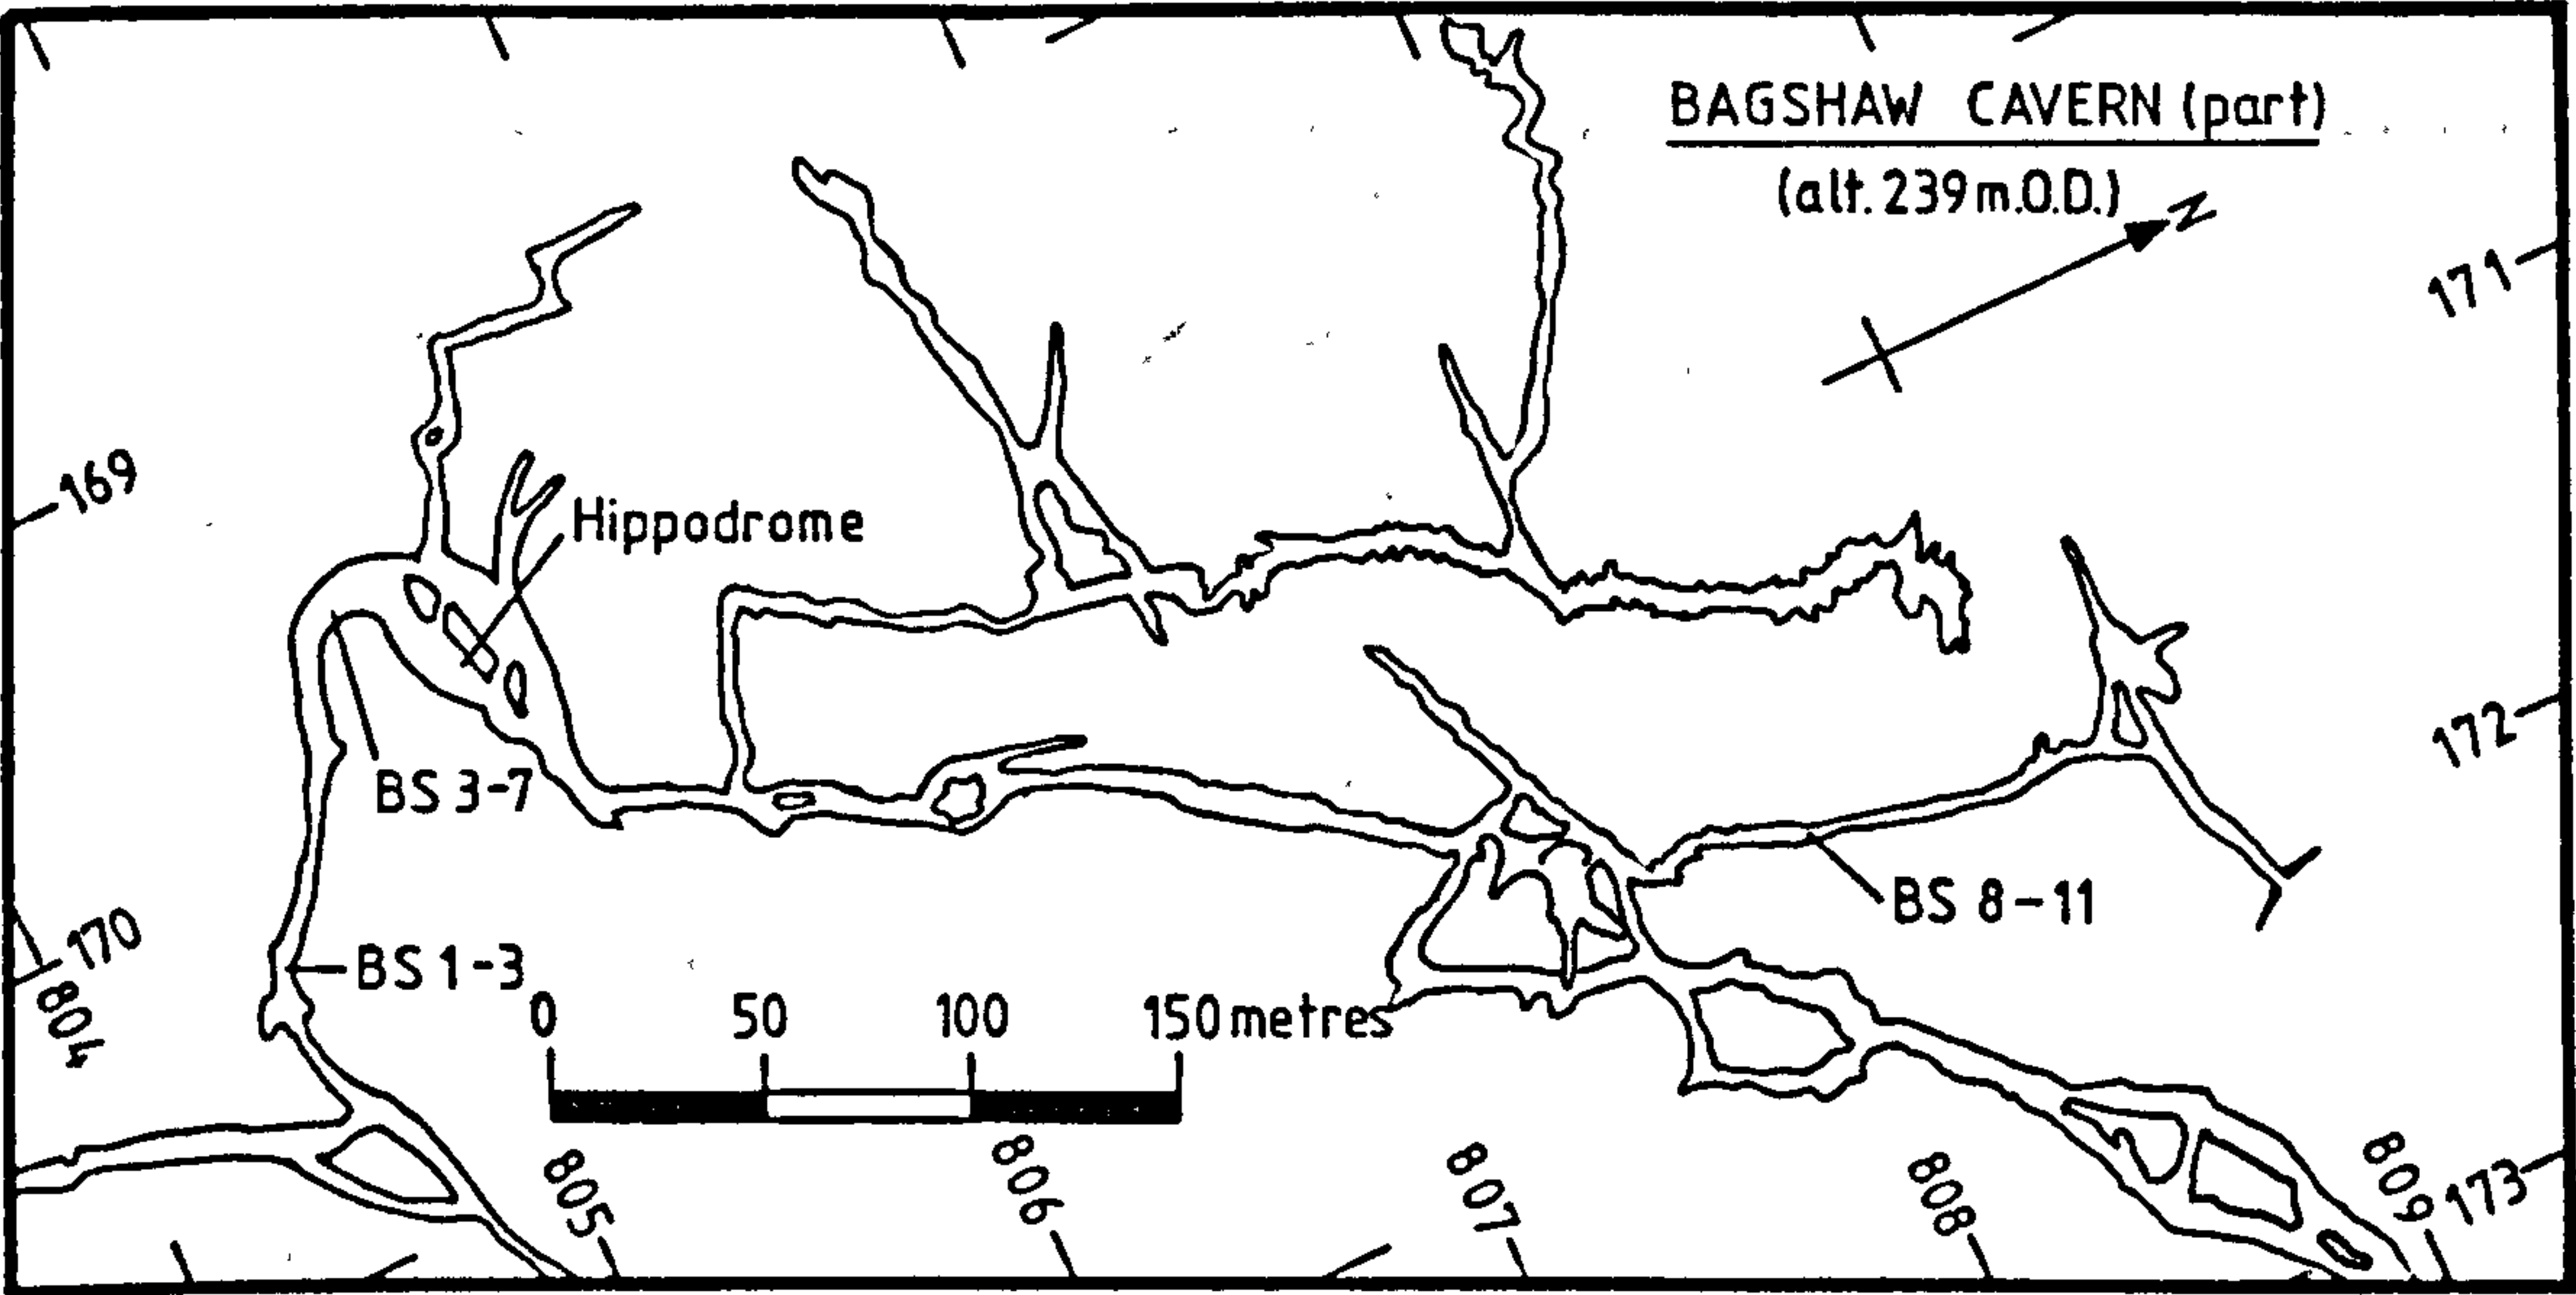 BAGSHAW CAVERN (part)
(alt. 239 m.O.D.)
N
171
169
Hippodrome
172
BS 3-7
BS 8-11
170
804
BS 1-3
0 50 100 150 metres
805
806
807
808
809
173